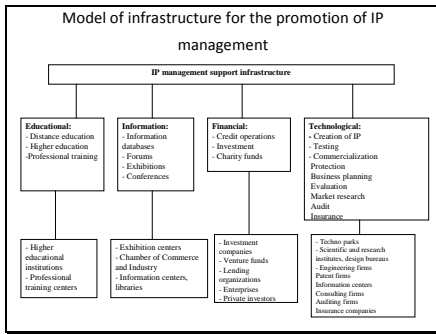 Model of infrastructure for the promotion of IP
management
IP management support infrastructure
Educational:
- Distance education
- Higher education
-Professional training
Information:
- Information
databases
- Forums
- Exhibitions
- Conferences
Financial:
- Credit operations
- Investment
- Charity funds
Technological:
- Creation of IP
- Testing
- Commercialization
Protection
Business planning
Evaluation
Market research
Audit
Insurance
- Higher
educational
institutions
- Professional
training centers
- Exhibition centers
- Chamber of Commerce
and Industry
- Information centers,
libraries
- Investment
companies
- Venture funds
- Lending
organizations
- Enterprises
- Private investors
- Techno parks
- Scientific and research
institutes, design bureaus
- Engineering firms
Patent firms
Information centers
Consulting firms
Auditing firms
Insurance companies